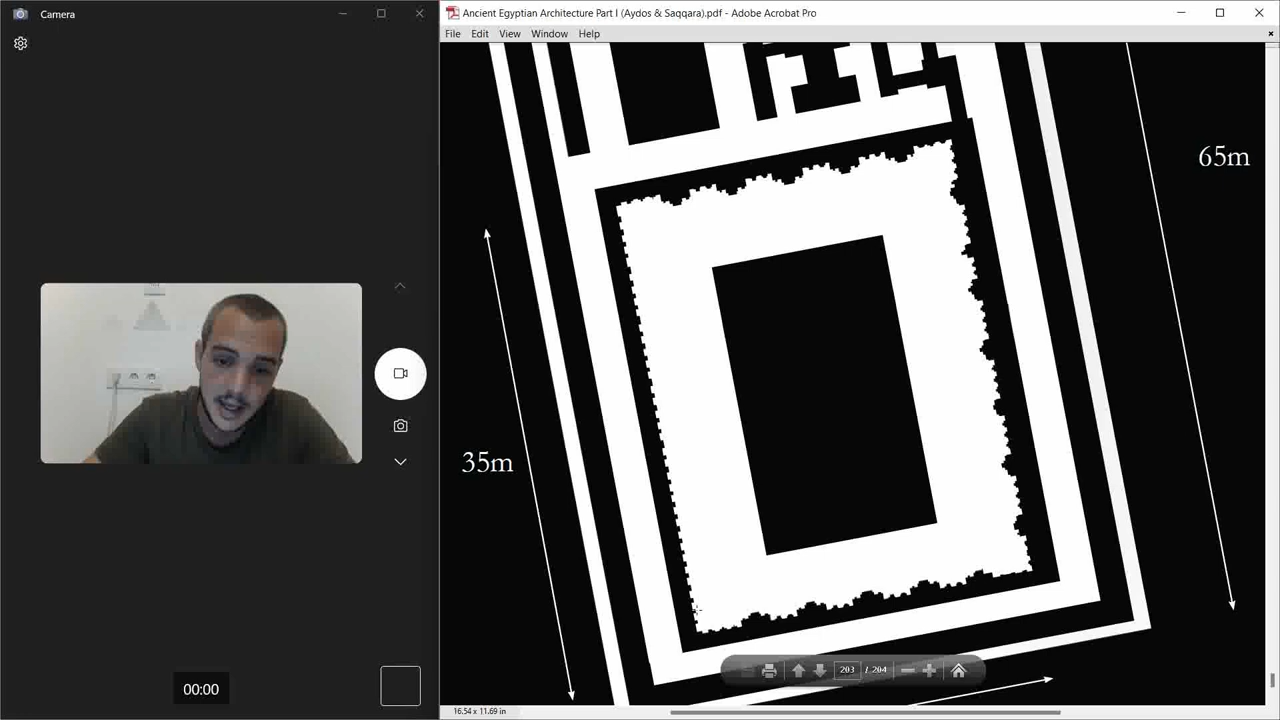 Camera
00:00
Ancient Egyptian Architecture Part I (Aydos & Saqqara).pdf - Adobe Acrobat Pro
File Edit View Window Help
65m
35m
203 / 204
16.54 x 11.69 in